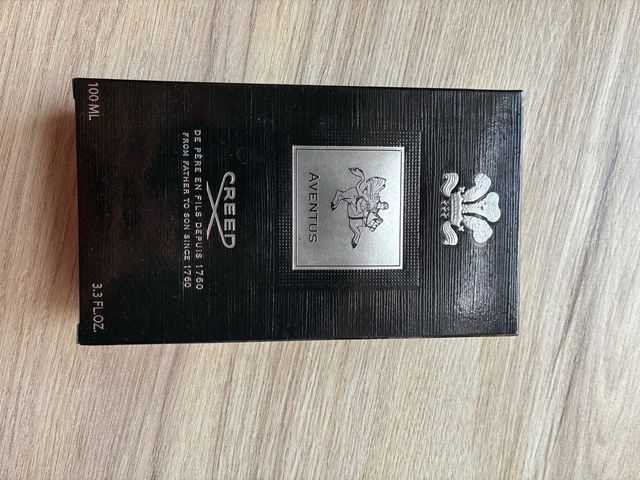 AVENTUS
CREED
DE PÈRE EN FILS DEPUIS 1760
FROM FATHER TO SON SINCE 1760
100 ML
3.3 FL.OZ.